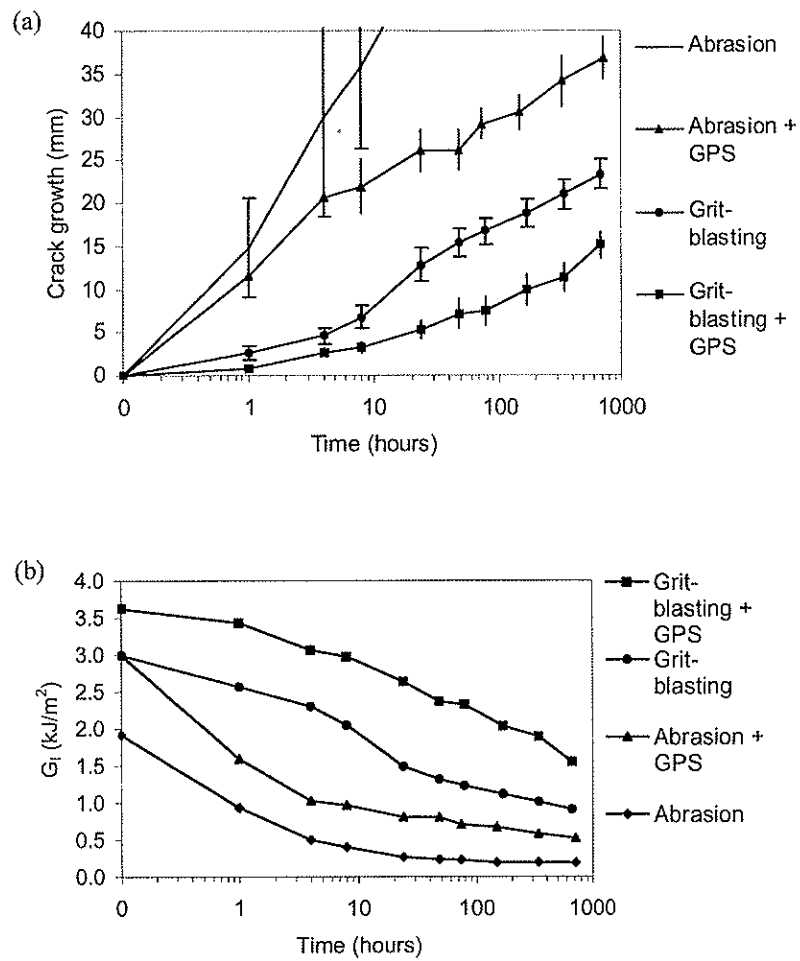 (a)
40
35
30
25
20
15
10
5
0
Crack growth (mm)
0 1 10 100 1000
Time (hours)
Abrasion
Abrasion +
GPS
Grit-
blasting
Grit-
blasting +
GPS
(b)
4.0
3.5
3.0
2.5
2.0
1.5
1.0
0.5
0.0
G_I (kJ/m²)
0 1 10 100 1000
Time (hours)
Grit-
blasting +
GPS
Grit-
blasting
Abrasion +
GPS
Abrasion